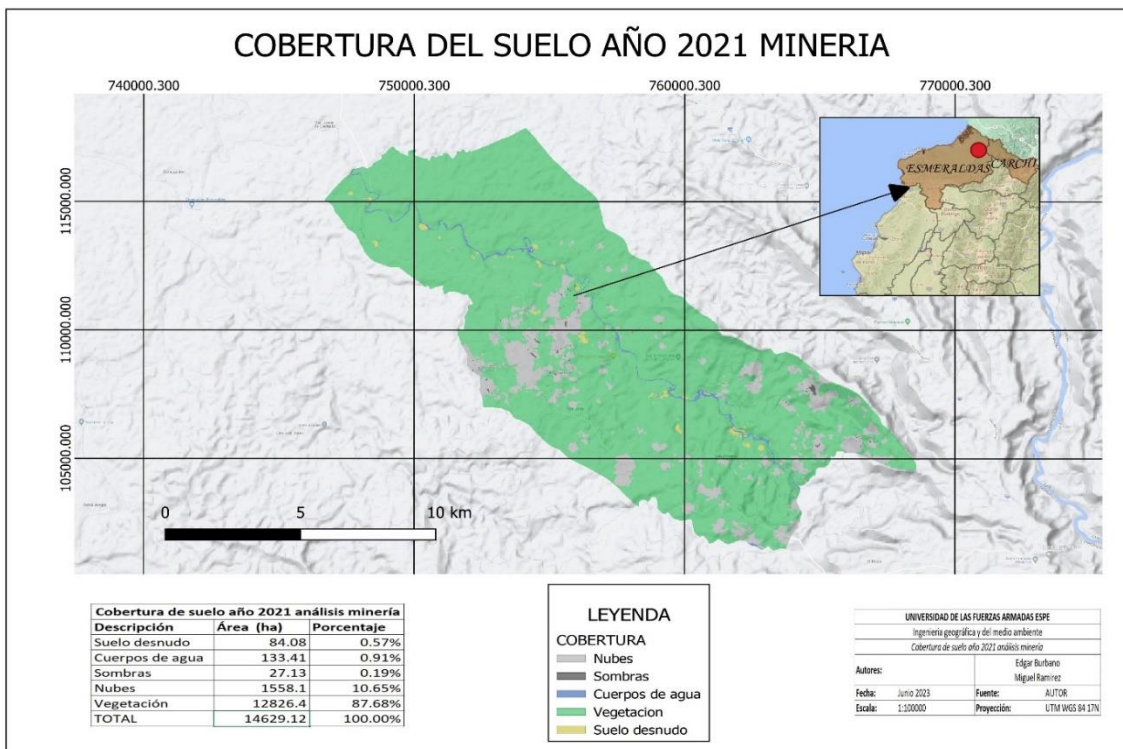 COBERTURA DEL SUELO AÑO 2021 MINERIA
740000.300 750000.300 760000.300 770000.300
115000.000
110000.000
105000.000
ESMERALDAS
CARCHI
0 5 10 km
Cobertura de suelo año 2021 análisis minería
Descripción Área (ha) Porcentaje
Suelo desnudo 84.08 0.57%
Cuerpos de agua 133.41 0.91%
Sombras 27.13 0.19%
Nubes 1558.1 10.65%
Vegetación 12826.4 87.68%
TOTAL 14629.12 100.00%
LEYENDA
COBERTURA
Nubes
Sombras
Cuerpos de agua
Vegetacion
Suelo desnudo
UNIVERSIDAD DE LAS FUERZAS ARMADAS ESPE
Ingeniería geográfica y del medio ambiente
Cobertura de suelo año 2021 análisis minería
Autores: Edgar Burbano
Miguel Ramirez
Fecha: Junio 2023 Fuente: AUTOR
Escala: 1:100000 Proyección: UTM WGS 84 17N